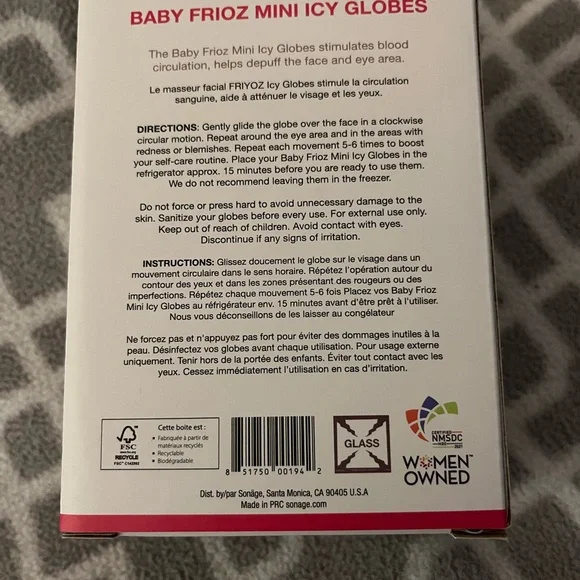 BABY FRIOZ MINI ICY GLOBES
The Baby Frioz Mini Icy Globes stimulates blood
circulation, helps depuff the face and eye area.
Le masseur facial FRIYOZ Icy Globes stimule la circulation
sanguine, aide à atténuer le visage et les yeux.
DIRECTIONS: Gently glide the globe over the face in a clockwise
circular motion. Repeat around the eye area and in the areas with
redness or blemishes. Repeat each movement 5-6 times to boost
your self-care routine. Place your Baby Frioz Mini Icy Globes in the
refrigerator approx. 15 minutes before you are ready to use them.
We do not recommend leaving them in the freezer.
Do not force or press hard to avoid unnecessary damage to the
skin. Sanitize your globes before every use. For external use only.
Keep out of reach of children. Avoid contact with eyes.
Discontinue if any signs of irritation.
INSTRUCTIONS: Glissez doucement le globe sur le visage dans un
mouvement circulaire dans le sens horaire. Répétez l'opération autour du
contour des yeux et dans les zones présentant des rougeurs ou des
imperfections. Répétez chaque mouvement 5-6 fois Placez vos Baby Frioz
Mini Icy Globes au réfrigérateur env. 15 minutes avant d'être prêt à l'utiliser.
Nous vous déconseillons de les laisser au congélateur
Ne forcez pas et n'appuyez pas fort pour éviter des dommages inutiles à la
peau. Désinfectez vos globes avant chaque utilisation. Pour usage externe
uniquement. Tenir hors de la portée des enfants. Éviter tout contact avec les
yeux. Cessez immédiatement l'utilisation en cas d'irritation.
FSC
www.fsc.org
RECYCLE
FSC™ C142993
Cette boite est :
• Fabriquée à partir de
matériaux recyclés
• Recyclable
• Biodégradable
8 51750 00194 2
GLASS
CERTIFIED
NMSDC
MBE
2021
WOMEN™
OWNED
Dist. by/par Sonäge, Santa Monica, CA 90405 U.S.A
Made in PRC sonage.com